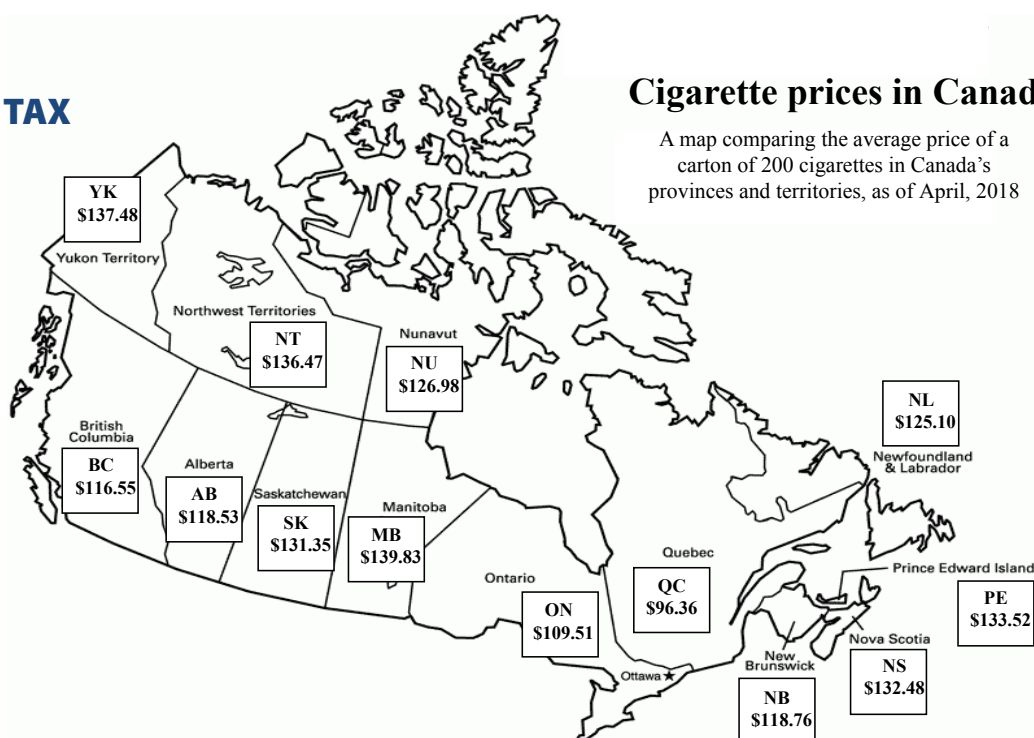 TAX
Cigarette prices in Canad
A map comparing the average price of a
carton of 200 cigarettes in Canada’s
provinces and territories, as of April, 2018
YK
$137.48
Yukon Territory
Northwest Territories
NT
$136.47
Nunavut
NU
$126.98
NL
$125.10
Newfoundland
& Labrador
British
Columbia
BC
$116.55
Alberta
AB
$118.53
Saskatchewan
SK
$131.35
Manitoba
MB
$139.83
Ontario
ON
$109.51
Quebec
QC
$96.36
Prince Edward Island
PE
$133.52
Nova Scotia
NS
$132.48
New
Brunswick
NB
$118.76
Ottawa